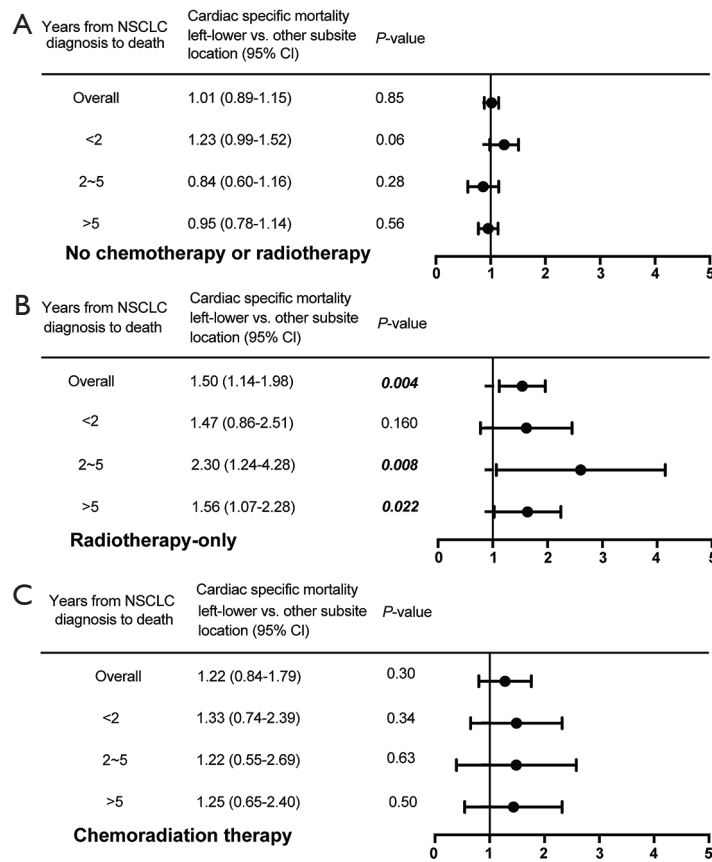 A
Years from NSCLC
diagnosis to death
Cardiac specific mortality
left-lower vs. other subsite
location (95% CI)
P-value
Overall 1.01 (0.89-1.15) 0.85
<2 1.23 (0.99-1.52) 0.06
2~5 0.84 (0.60-1.16) 0.28
>5 0.95 (0.78-1.14) 0.56
No chemotherapy or radiotherapy
0 1 2 3 4 5
B
Years from NSCLC
diagnosis to death
Cardiac specific mortality
left-lower vs. other subsite
location (95% CI)
P-value
Overall 1.50 (1.14-1.98) 0.004
<2 1.47 (0.86-2.51) 0.160
2~5 2.30 (1.24-4.28) 0.008
>5 1.56 (1.07-2.28) 0.022
Radiotherapy-only
0 1 2 3 4 5
C
Years from NSCLC
diagnosis to death
Cardiac specific mortality
left-lower vs. other subsite
location (95% CI)
P-value
Overall 1.22 (0.84-1.79) 0.30
<2 1.33 (0.74-2.39) 0.34
2~5 1.22 (0.55-2.69) 0.63
>5 1.25 (0.65-2.40) 0.50
Chemoradiation therapy
0 1 2 3 4 5